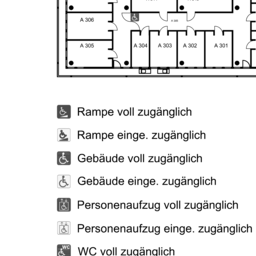 A 306
A 305
A 304 A 303 A 302 A 301
Rampe voll zugänglich
Rampe einge. zugänglich
Gebäude voll zugänglich
Gebäude einge. zugänglich
Personenaufzug voll zugänglich
Personenaufzug einge. zugänglich
WC
WC voll zugänglich